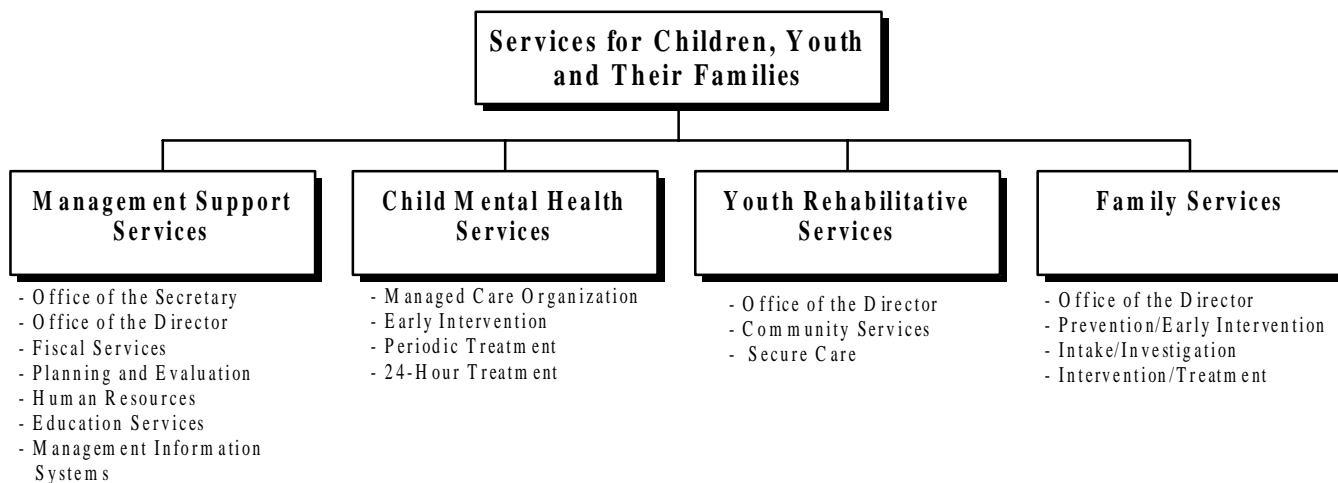 Services for Children, Youth
and Their Families
Management Support
Services
- Office of the Secretary
- Office of the Director
- Fiscal Services
- Planning and Evaluation
- Human Resources
- Education Services
- Management Information
Systems
Child Mental Health
Services
- Managed Care Organization
- Early Intervention
- Periodic Treatment
- 24-Hour Treatment
Youth Rehabilitative
Services
- Office of the Director
- Community Services
- Secure Care
Family Services
- Office of the Director
- Prevention/Early Intervention
- Intake/Investigation
- Intervention/Treatment